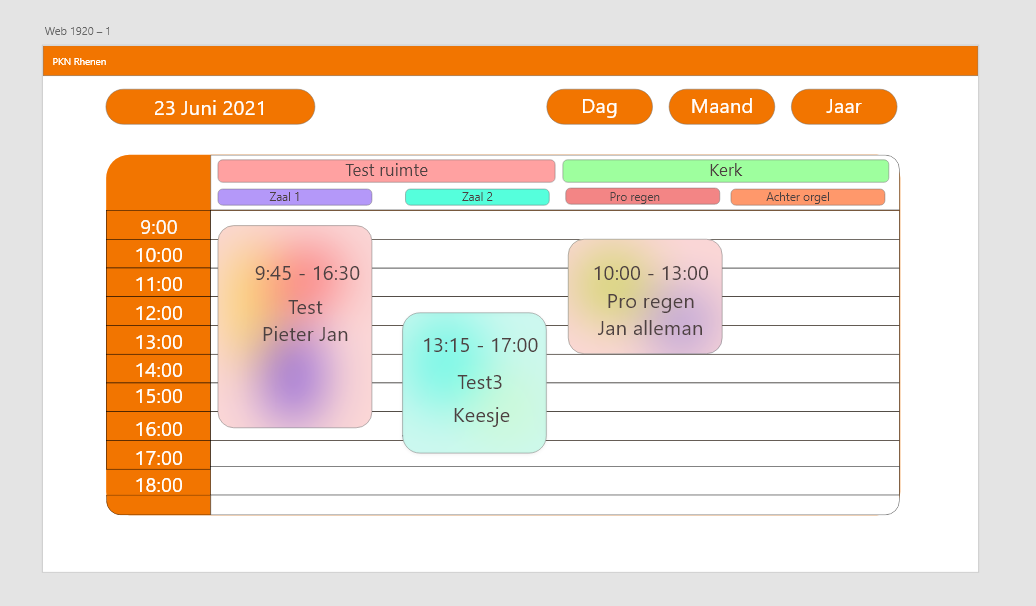 Web 1920 – 1
PKN Rhenen
23 Juni 2021
Dag
Maand
Jaar
Test ruimte
Kerk
Zaal 1
Zaal 2
Pro regen
Achter orgel
9:00
10:00
11:00
12:00
13:00
14:00
15:00
16:00
17:00
18:00
9:45 - 16:30
Test
Pieter Jan
13:15 - 17:00
Test3
Keesje
10:00 - 13:00
Pro regen
Jan alleman